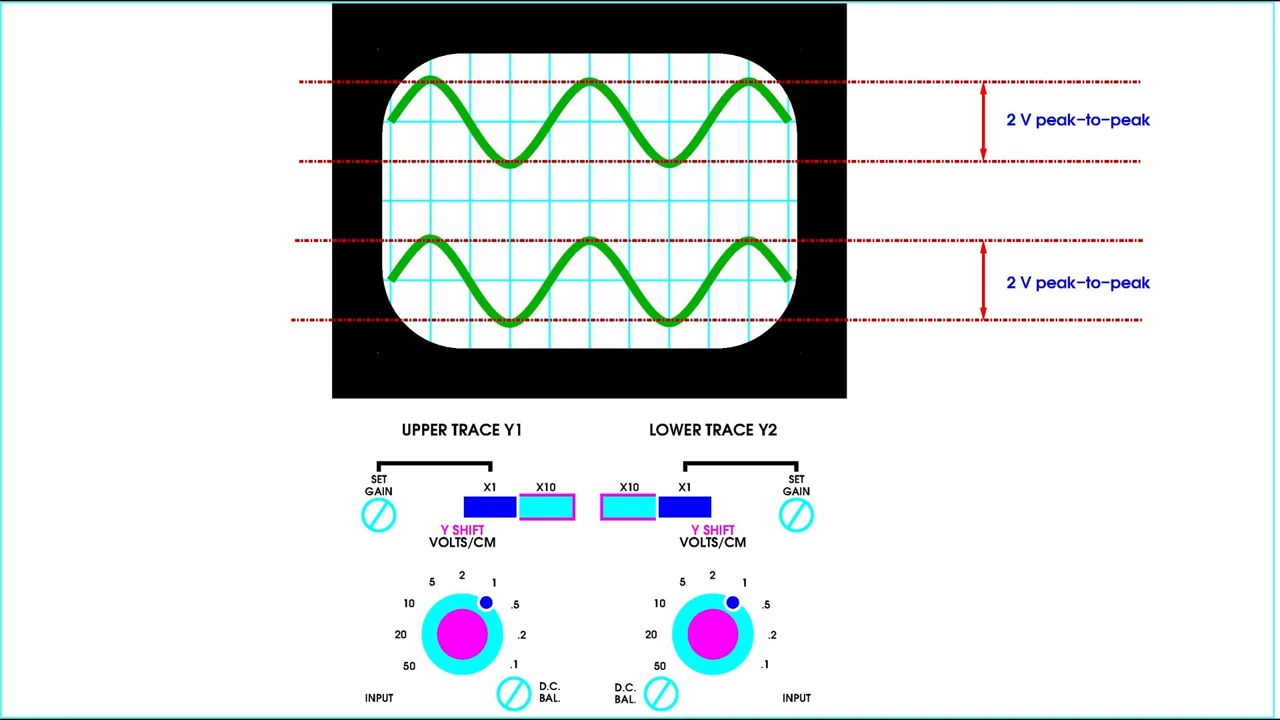 2 V peak-to-peak
2 V peak-to-peak
UPPER TRACE Y1
LOWER TRACE Y2
SET
GAIN
X1
X10
X10
X1
SET
GAIN
Y SHIFT
VOLTS/CM
Y SHIFT
VOLTS/CM
5
2
1
10
.5
20
.2
50
.1
5
2
1
10
.5
20
.2
50
.1
INPUT
D.C.
BAL.
D.C.
BAL.
INPUT